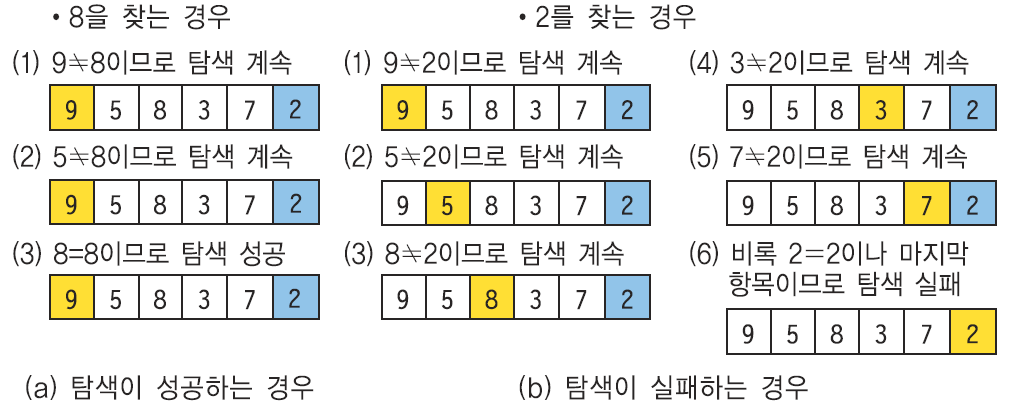 • 8을 찾는 경우
(1) 9≒8이므로 탐색 계속
9 5 8 3 7 2
(2) 5≒8이므로 탐색 계속
9 5 8 3 7 2
(3) 8=8이므로 탐색 성공
9 5 8 3 7 2
(a) 탐색이 성공하는 경우
• 2를 찾는 경우
(1) 9≒2이므로 탐색 계속
9 5 8 3 7 2
(2) 5≒2이므로 탐색 계속
9 5 8 3 7 2
(3) 8≒2이므로 탐색 계속
9 5 8 3 7 2
(4) 3≒2이므로 탐색 계속
9 5 8 3 7 2
(5) 7≒2이므로 탐색 계속
9 5 8 3 7 2
(6) 비록 2=2이나 마지막
항목이므로 탐색 실패
9 5 8 3 7 2
(b) 탐색이 실패하는 경우